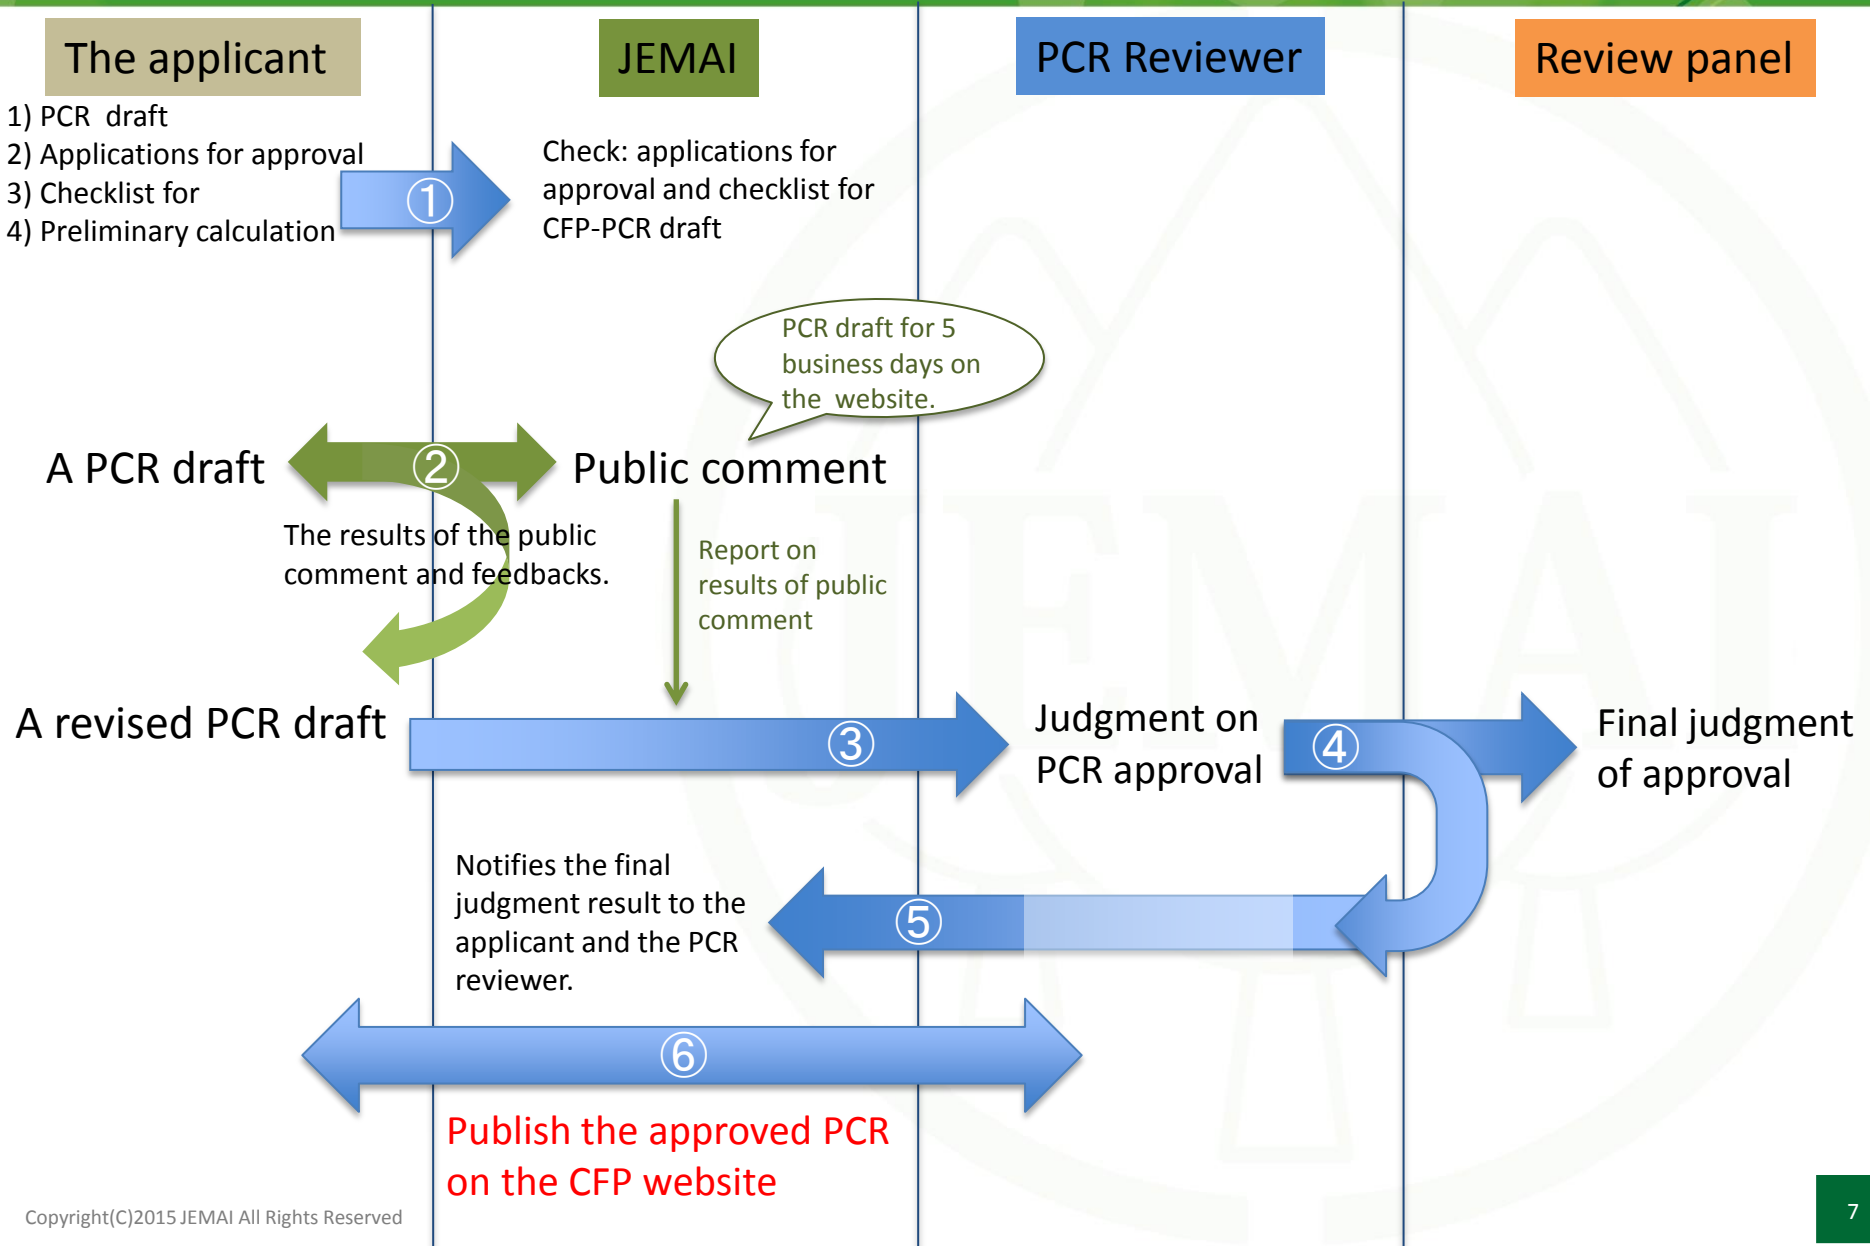 The applicant
JEMAI
PCR Reviewer
Review panel
1) PCR draft
2) Applications for approval
3) Checklist for
4) Preliminary calculation
①
Check: applications for
approval and checklist for
CFP-PCR draft
PCR draft for 5
business days on
the website.
A PCR draft
②
Public comment
The results of the public
comment and feedbacks.
Report on
results of public
comment
A revised PCR draft
③
Judgment on
PCR approval
④
Final judgment
of approval
Notifies the final
judgment result to the
applicant and the PCR
reviewer.
⑤
⑥
Publish the approved PCR
on the CFP website
Copyright(C)2015 JEMAI All Rights Reserved
7
JEMAI